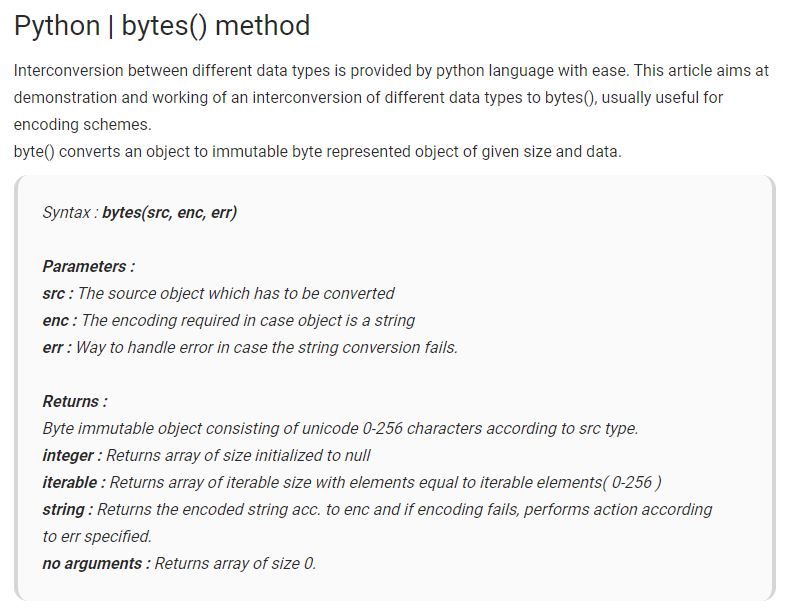 Python | bytes() method
Interconversion between different data types is provided by python language with ease. This article aims at
demonstration and working of an interconversion of different data types to bytes(), usually useful for
encoding schemes.
byte() converts an object to immutable byte represented object of given size and data.
Syntax : bytes(src, enc, err)
Parameters :
src : The source object which has to be converted
enc : The encoding required in case object is a string
err : Way to handle error in case the string conversion fails.
Returns :
Byte immutable object consisting of unicode 0-256 characters according to src type.
integer : Returns array of size initialized to null
iterable : Returns array of iterable size with elements equal to iterable elements( 0-256 )
string : Returns the encoded string acc. to enc and if encoding fails, performs action according
to err specified.
no arguments : Returns array of size 0.